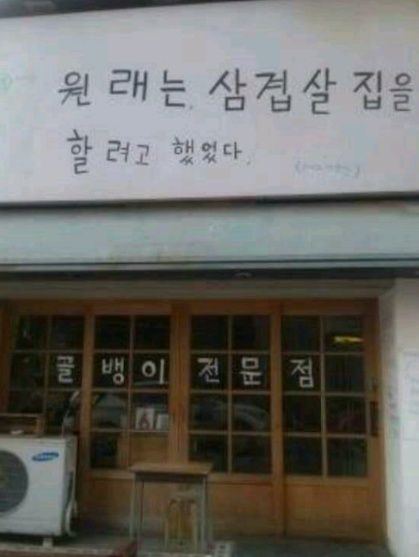 원래는, 삼겹살 집을
할려고 했었다.
골뱅이 전문점
SAMSUNG